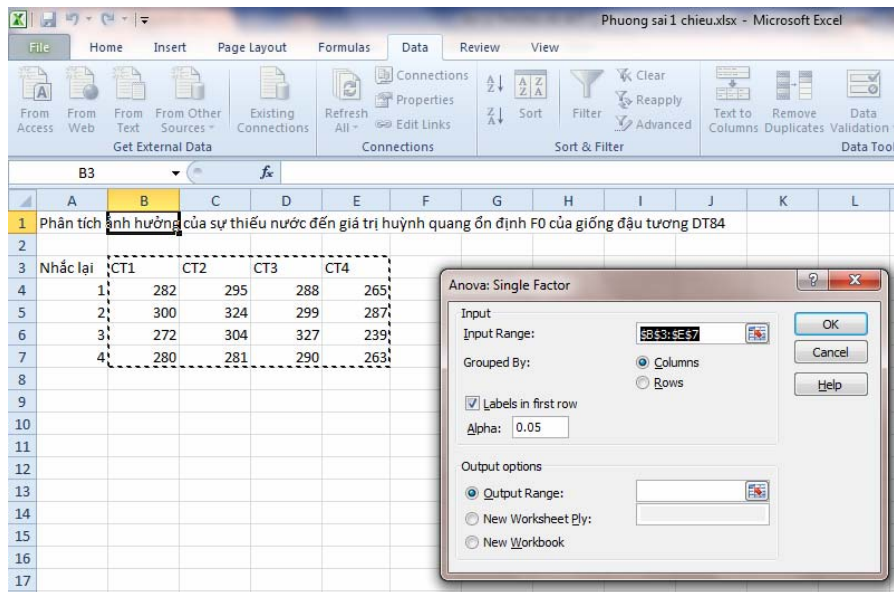 Phuong sai 1 chieu.xlsx - Microsoft Excel
File Home Insert Page Layout Formulas Data Review View
From Access
From Web
From Text
From Other Sources
Existing Connections
Get External Data
Refresh All
Connections
Properties
Edit Links
Connections
Sort
Filter
Clear
Reapply
Advanced
Sort & Filter
Text to Columns
Remove Duplicates
Data Validation
Data Too
B3 fx
A B C D E F G H I J K L
1 Phân tích ảnh hưởng của sự thiếu nước đến giá trị huỳnh quang ổn định F0 của giống đậu tương DT84
2
3 Nhắc lại CT1 CT2 CT3 CT4
4 1 282 295 288 265
5 2 300 324 299 287
6 3 272 304 327 239
7 4 280 281 290 263
8
9
10
11
12
13
14
15
16
17
Anova: Single Factor
Input
Input Range: $B$3:$E$7
Grouped By: Columns
Rows
Labels in first row
Alpha: 0.05
Output options
Output Range:
New Worksheet Ply:
New Workbook
OK
Cancel
Help